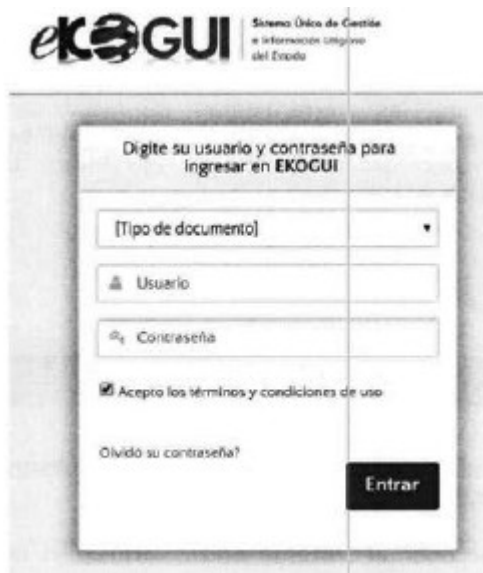 eKOGUI
Sistema Único de Gestión
e Información Litigiosa
del Estado
Digite su usuario y contraseña para
ingresar en EKOGUI
[Tipo de documento]
Usuario
Contraseña
Acepto los términos y condiciones de uso
Olvidó su contraseña?
Entrar